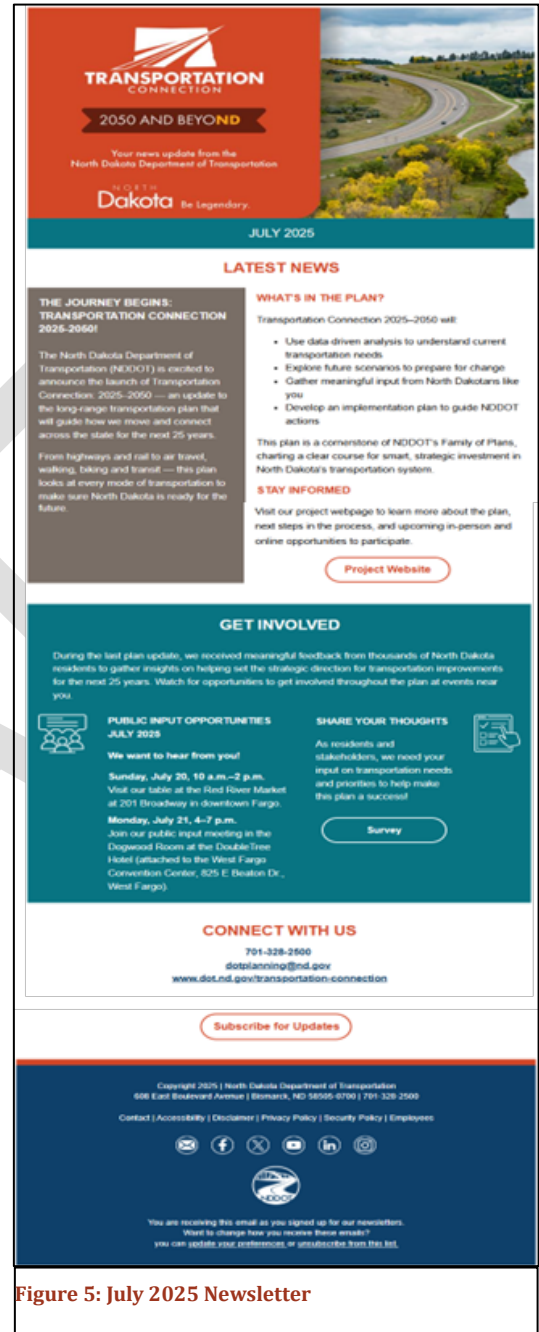 TRANSPORTATION
CONNECTION
2050 AND BEYOND
Your news update from the
North Dakota Department of Transportation
NORTH
Dakota Be Legendary.
JULY 2025
LATEST NEWS
THE JOURNEY BEGINS:
TRANSPORTATION CONNECTION
2025-2050!
The North Dakota Department of
Transportation (NDDOT) is excited to
announce the launch of Transportation
Connection: 2025–2050 — an update to
the long-range transportation plan that
will guide how we move and connect
across the state for the next 25 years.
From highways and rail to air travel,
walking, biking and transit — this plan
looks at every mode of transportation to
make sure North Dakota is ready for the
future.
WHAT'S IN THE PLAN?
Transportation Connection 2025–2050 will:
• Use data driven analysis to understand current
transportation needs
• Explore future scenarios to prepare for change
• Gather meaningful input from North Dakotans like
you
• Develop an implementation plan to guide NDDOT
actions
This plan is a cornerstone of NDDOT's Family of Plans,
charting a clear course for smart, strategic investment in
North Dakota's transportation system.
STAY INFORMED
Visit our project webpage to learn more about the plan,
next steps in the process, and upcoming in-person and
online opportunities to participate.
Project Website
GET INVOLVED
During the last plan update, we received meaningful feedback from thousands of North Dakota
residents to gather insights on helping set the strategic direction for transportation improvements
for the next 25 years. Watch for opportunities to get involved throughout the plan at events near
you.
PUBLIC INPUT OPPORTUNITIES
JULY 2025
We want to hear from you!
Sunday, July 20, 10 a.m.–2 p.m.
Visit our table at the Red River Market
at 201 Broadway in downtown Fargo.
Monday, July 21, 4–7 p.m.
Join our public input meeting in the
Dogwood Room at the DoubleTree
Hotel (attached to the West Fargo
Convention Center, 825 E Beaton Dr.,
West Fargo).
SHARE YOUR THOUGHTS
As residents and
stakeholders, we need your
input on transportation needs
and priorities to help make
this plan a success!
Survey
CONNECT WITH US
701-328-2500
dotplanning@nd.gov
www.dot.nd.gov/transportation-connection
Subscribe for Updates
Copyright 2025 | North Dakota Department of Transportation
608 East Boulevard Avenue | Bismarck, ND 58505-0700 | 701-328-2500
Contact | Accessibility | Disclaimer | Privacy Policy | Security Policy | Employees
NDDOT
You are receiving this email as you signed up for our newsletters.
Want to change how you receive these emails?
you can update your preferences or unsubscribe from this list.
Figure 5: July 2025 Newsletter